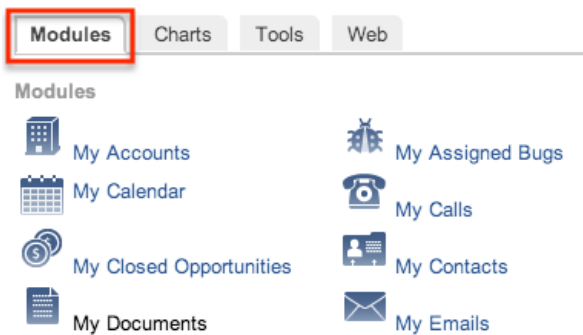 Modules Charts Tools Web
Modules
My Accounts My Assigned Bugs
My Calendar My Calls
My Closed Opportunities My Contacts
My Documents My Emails